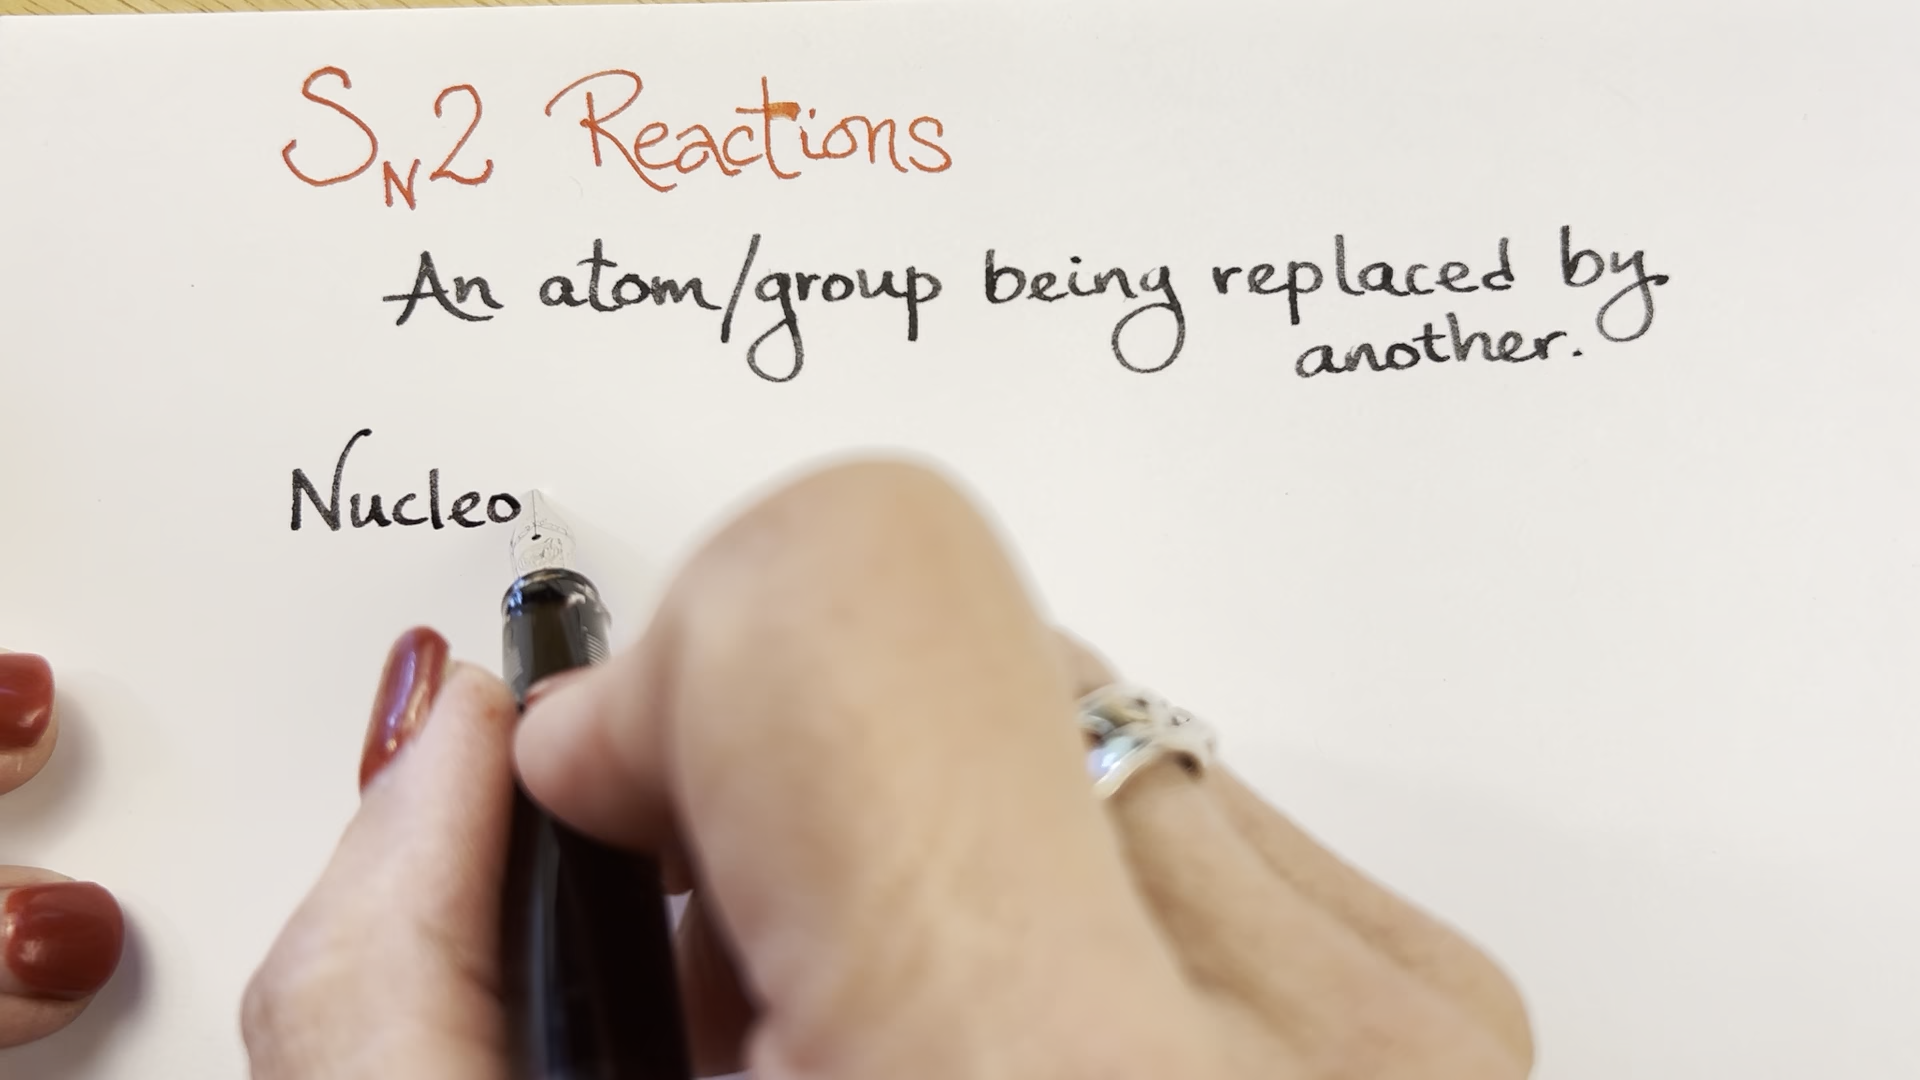 SN2 Reactions
An atom/group being replaced by
another.
Nucleo